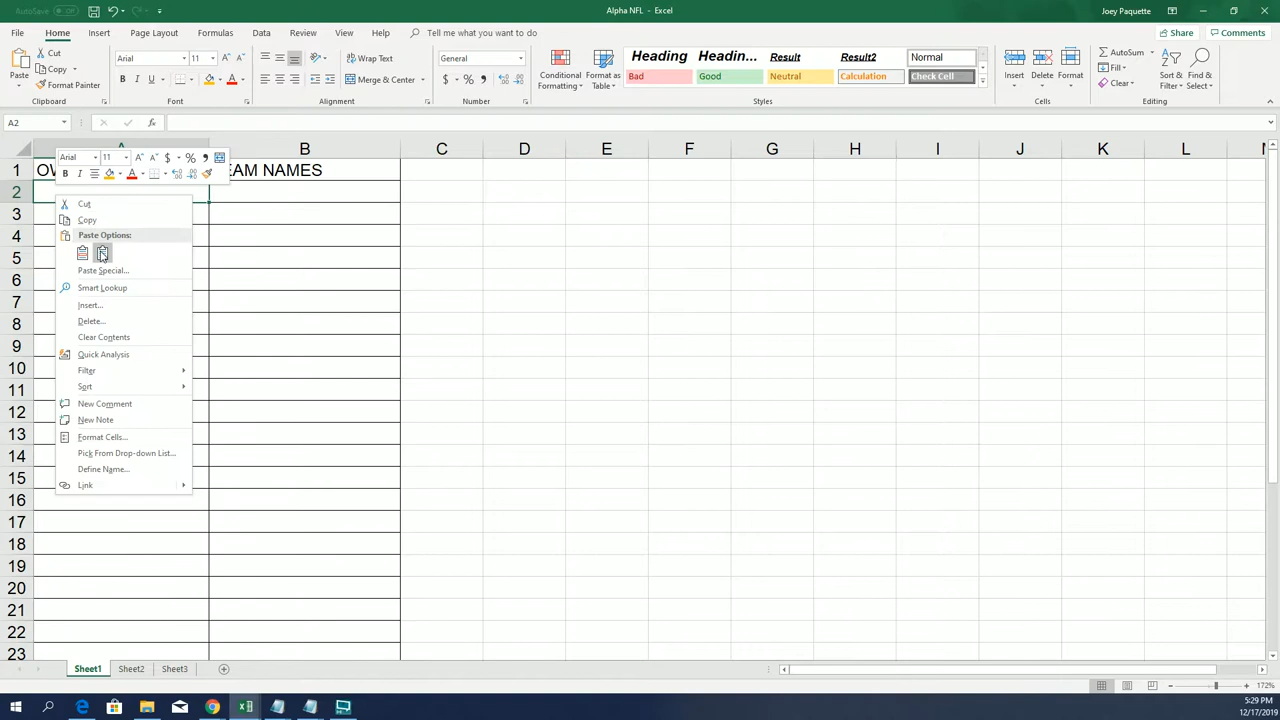 AutoSave Off
Alpha NFL - Excel
Joey Paquette
File Home Insert Page Layout Formulas Data Review View Help Tell me what you want to do
Share Comments
Paste
Cut
Copy
Format Painter
Clipboard
Arial 11
B I U
Font
Wrap Text
Merge & Center
Alignment
General
$ % ,
Number
Conditional
Formatting
Format as
Table
Heading Headin... Result Result2 Normal
Bad Good Neutral Calculation Check Cell
Styles
Insert Delete Format
Cells
AutoSum
Fill
Clear
Sort &
Filter
Find &
Select
Editing
A2
fx
A B C D E F G H I J K L
Arial 11 $ % ,
B I
1 OW EAM NAMES
2
3
4
5
6
7
8
9
10
11
12
13
14
15
16
17
18
19
20
21
22
23
Cut
Copy
Paste Options:
Paste Special...
Smart Lookup
Insert...
Delete...
Clear Contents
Quick Analysis
Filter
Sort
New Comment
New Note
Format Cells...
Pick From Drop-down List...
Define Name...
Link
Sheet1 Sheet2 Sheet3
172%
5:29 PM
12/17/2019